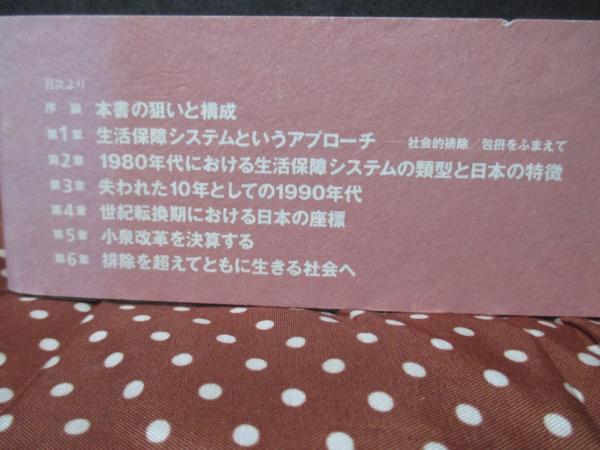 目次より
序論 本書の狙いと構成
第1章 生活保障システムというアプローチ──社会的排除／包摂をふまえて
第2章 1980年代における生活保障システムの類型と日本の特徴
第3章 失われた10年としての1990年代
第4章 世紀転換期における日本の座標
第5章 小泉改革を決算する
第6章 排除を超えてともに生きる社会へ